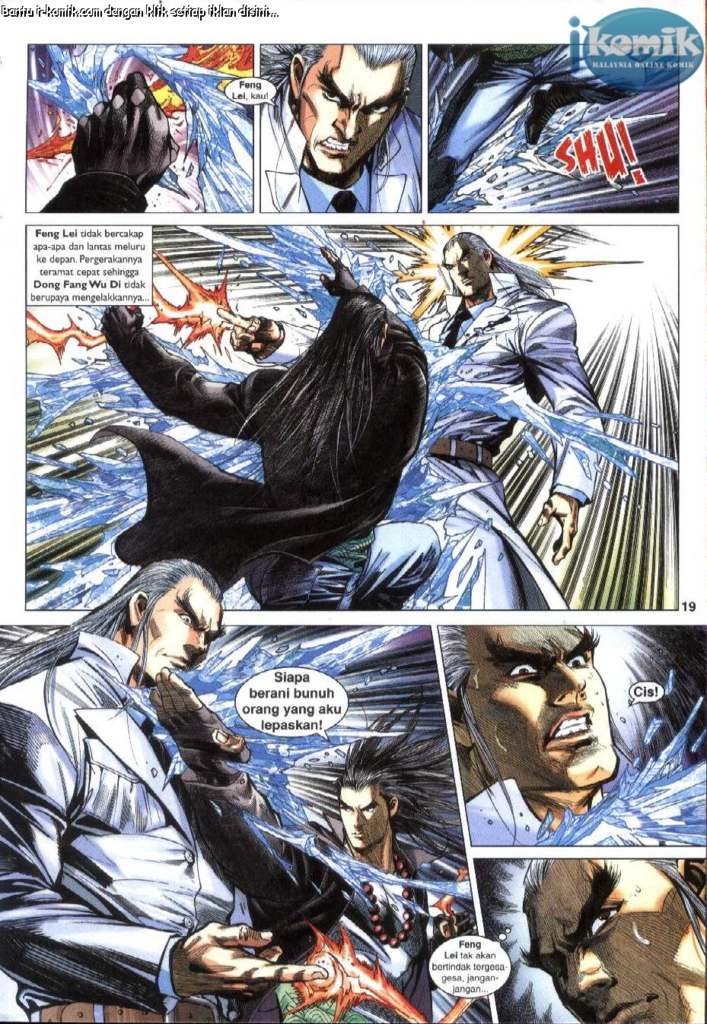 Bantu i-komik.com dengan klik setiap iklan disini...
ikomik
MALAYSIA ONLINE KOMIK
Feng
Lei, kau!
SHU!
Feng Lei tidak bercakap
apa-apa dan lantas meluru
ke depan. Pergerakannya
teramat cepat sehingga
Dong Fang Wu Di tidak
berupaya mengelakkannya...
19
Siapa
berani bunuh
orang yang aku
lepaskan!
Cis!
Feng
Lei tak akan
bertindak tergesa-
gesa, jangan-
jangan...